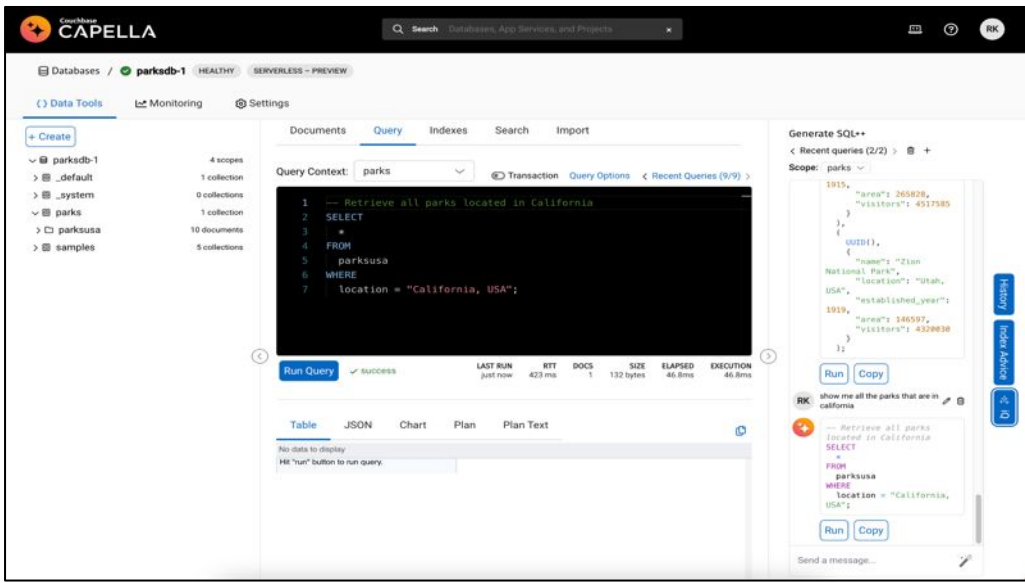 Couchbase
CAPELLA
Search Databases, App Services, and Projects
RK
Databases / parksdb-1 HEALTHY SERVERLESS – PREVIEW
Data Tools Monitoring Settings
+ Create
parksdb-1 4 scopes
_default 1 collection
_system 0 collections
parks 1 collection
parksusa 10 documents
samples 5 collections
Documents Query Indexes Search Import
Query Context: parks
Transaction Query Options < Recent Queries (9/9) >
1 -- Retrieve all parks located in California
2 SELECT
3 *
4 FROM
5 parksusa
6 WHERE
7 location = "California, USA";
Run Query success
LAST RUN RTT DOCS SIZE ELAPSED EXECUTION
just now 423 ms 1 132 bytes 46.8ms 46.8ms
Table JSON Chart Plan Plan Text
No data to display
Hit "run" button to run query.
Generate SQL++
< Recent queries (2/2) > +
Scope: parks
1915,
"area": 265828,
"visitors": 4517585
}
),
(
UUID(),
{
"name": "Zion
National Park",
"location": "Utah,
USA",
"established_year":
1919,
"area": 146597,
"visitors": 4320030
}
);
Run Copy
RK show me all the parks that are in
california
-- Retrieve all parks
located in California
SELECT
*
FROM
parksusa
WHERE
location = "California,
USA";
Run Copy
Send a message...
History
Index Advice